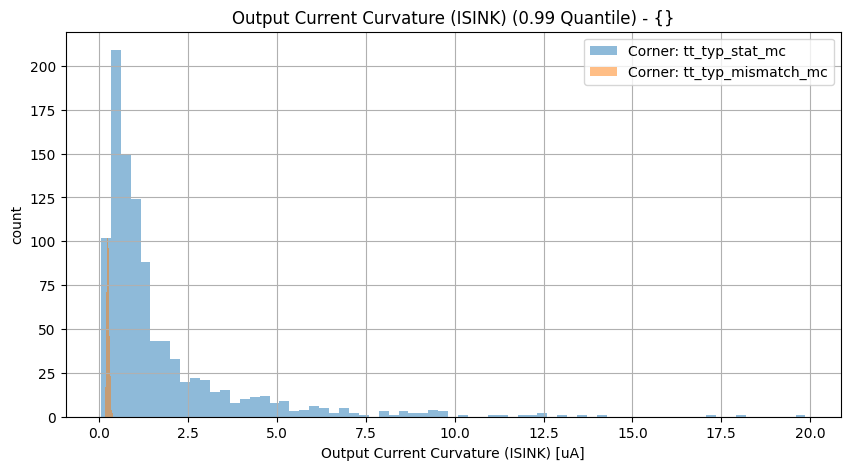 Output Current Curvature (ISINK) (0.99 Quantile) - {}
Corner: tt_typ_stat_mc
Corner: tt_typ_mismatch_mc
count
200
175
150
125
100
75
50
25
0
0.0 2.5 5.0 7.5 10.0 12.5 15.0 17.5 20.0
Output Current Curvature (ISINK) [uA]